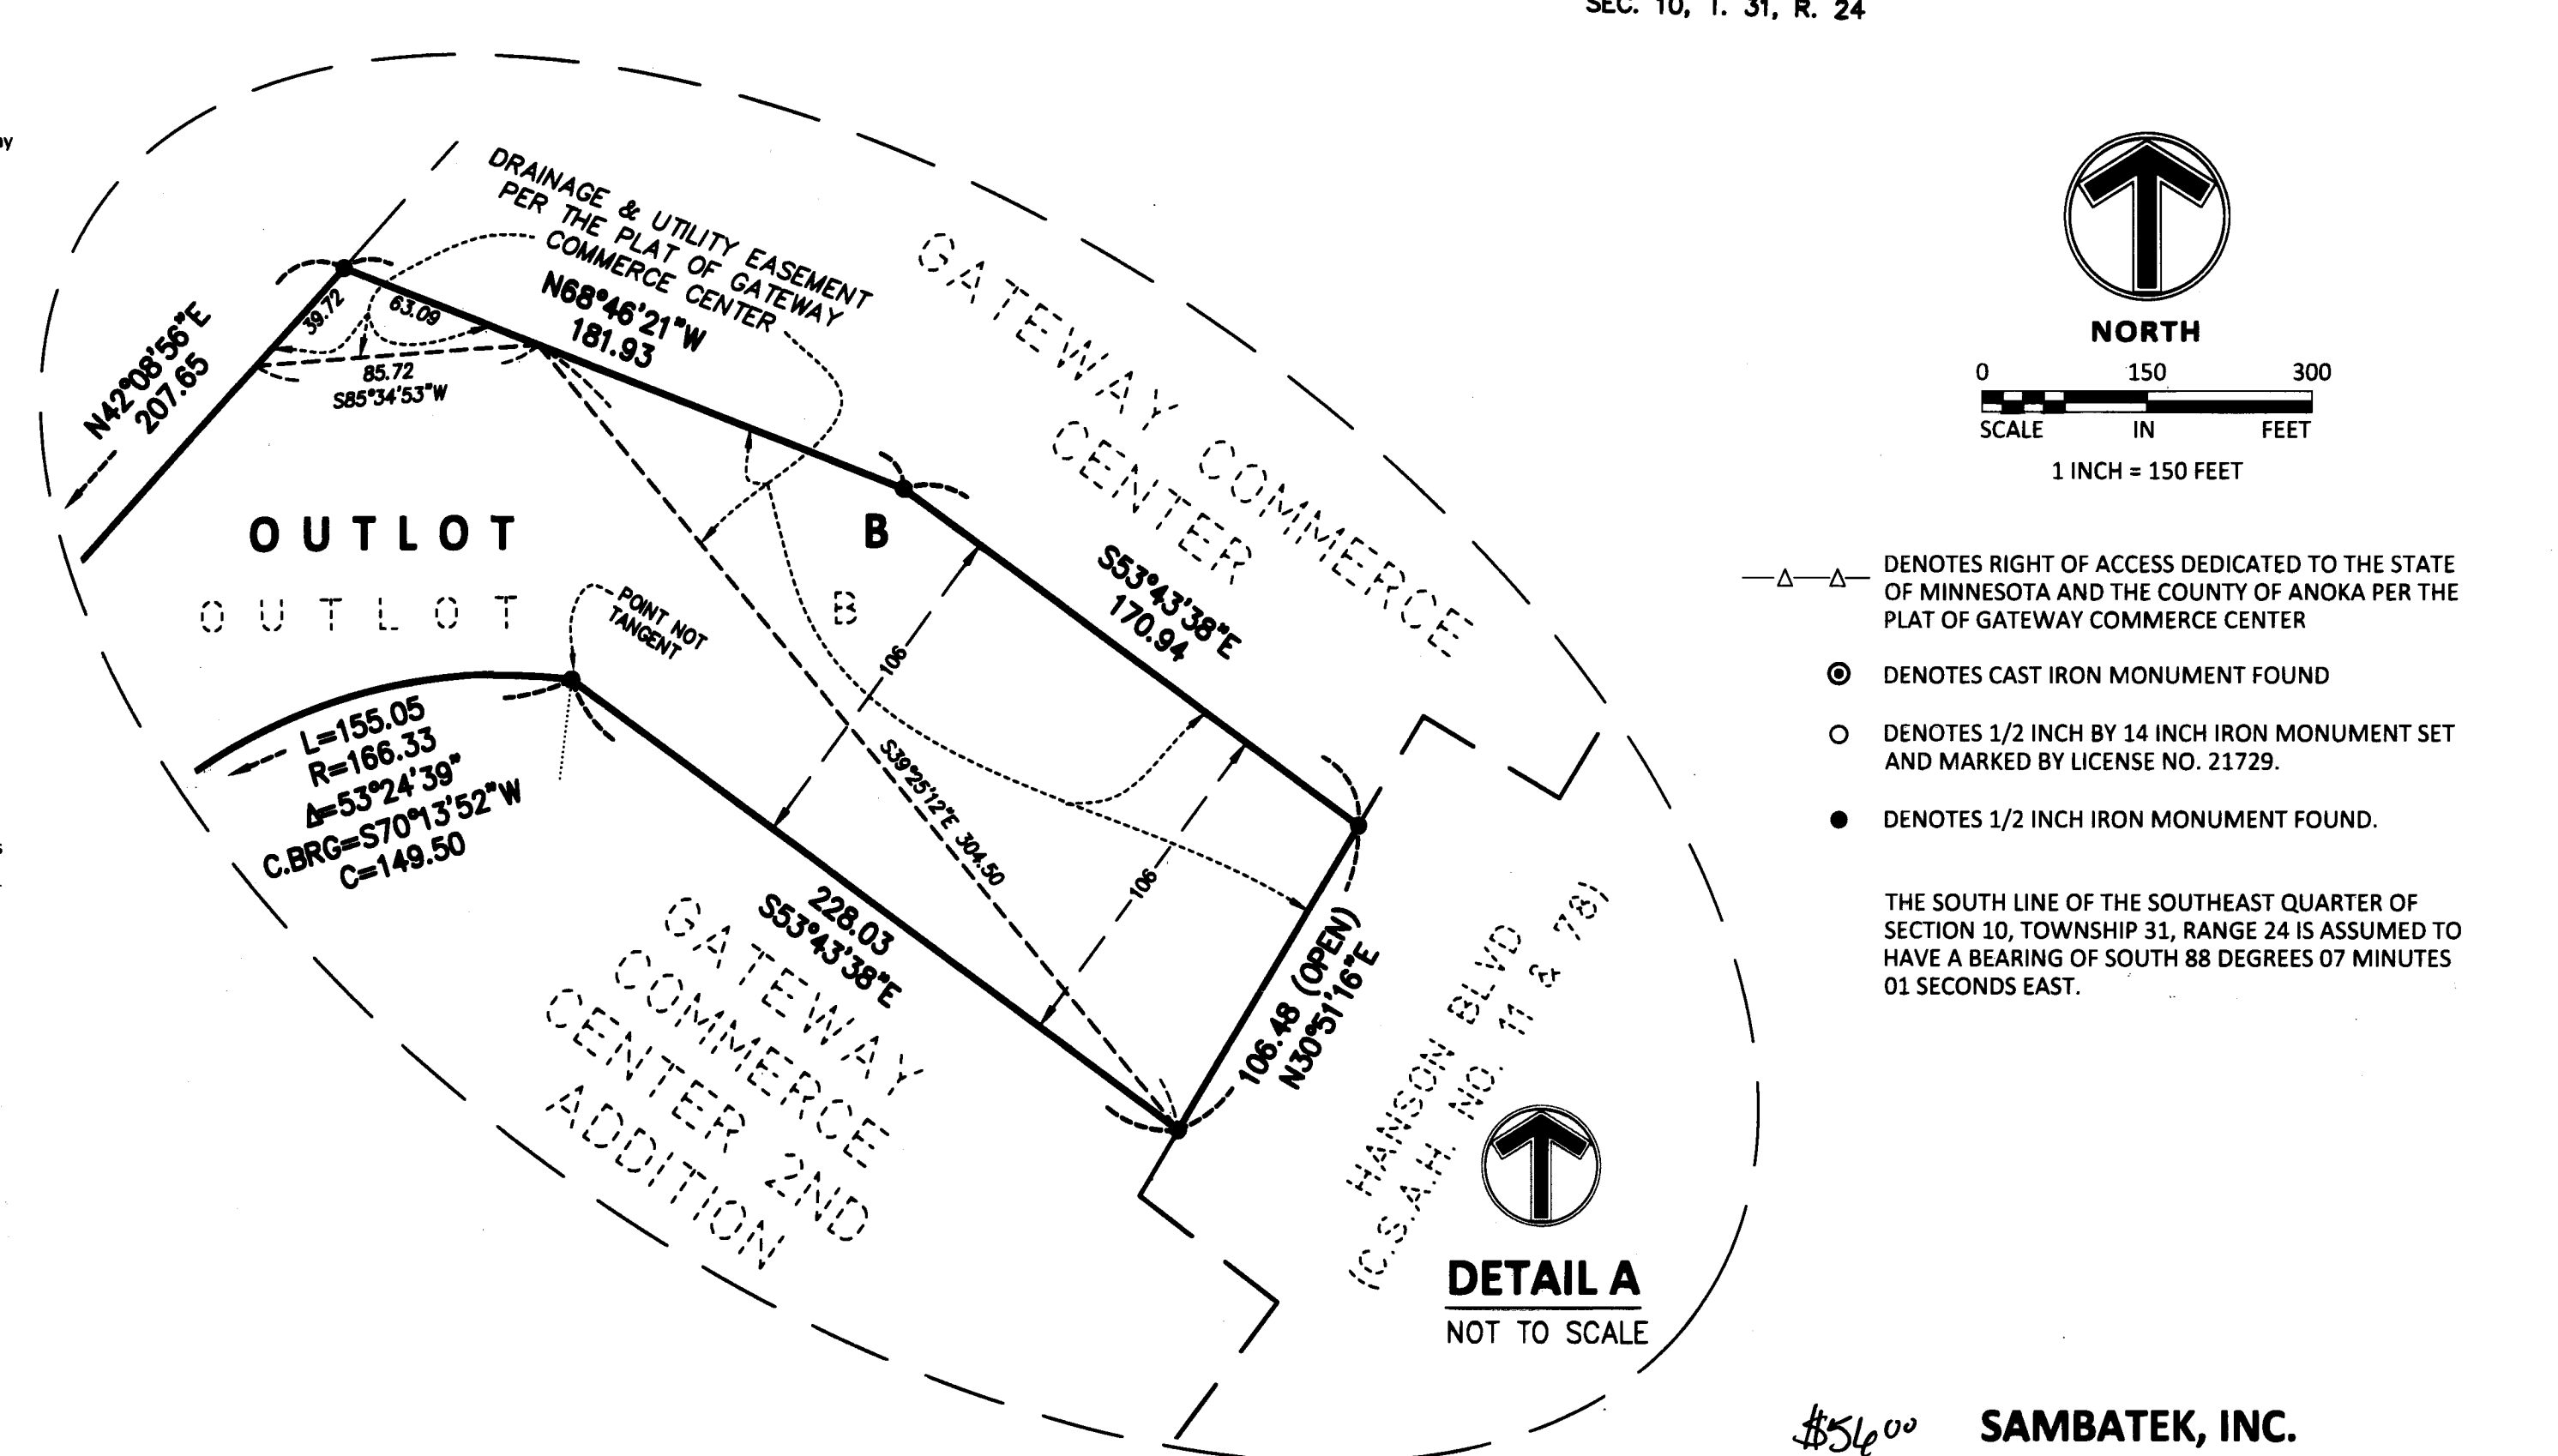 SEC. 10, T. 31, R. 24
DRAINAGE & UTILITY EASEMENT
PER THE PLAT OF GATEWAY
COMMERCE CENTER
N68°46'21"W
181.93
63.09
39.72
N42°08'56"E
207.65
85.72
S85°34'53"W
GATEWAY COMMERCE
CENTER
OUTLOT
B
OUTLOT
B
POINT NOT
TANGENT
S53°43'38"E
170.94
106
106
S39°25'12"E 304.50
L=155.05
R=166.33
Δ=53°24'39"
C.BRG=S70°13'52"W
C=149.50
228.03
S53°43'38"E
GATEWAY
COMMERCE
CENTER 2ND
ADDITION
106.48 (OPEN)
N30°51'16"E
HANSON BLVD
(C.S.A.H. NO. 11 & 78)
DETAIL A
NOT TO SCALE
NORTH
0 150 300
SCALE IN FEET
1 INCH = 150 FEET
DENOTES RIGHT OF ACCESS DEDICATED TO THE STATE
OF MINNESOTA AND THE COUNTY OF ANOKA PER THE
PLAT OF GATEWAY COMMERCE CENTER
DENOTES CAST IRON MONUMENT FOUND
DENOTES 1/2 INCH BY 14 INCH IRON MONUMENT SET
AND MARKED BY LICENSE NO. 21729.
DENOTES 1/2 INCH IRON MONUMENT FOUND.
THE SOUTH LINE OF THE SOUTHEAST QUARTER OF
SECTION 10, TOWNSHIP 31, RANGE 24 IS ASSUMED TO
HAVE A BEARING OF SOUTH 88 DEGREES 07 MINUTES
01 SECONDS EAST.
$56.00
SAMBATEK, INC.